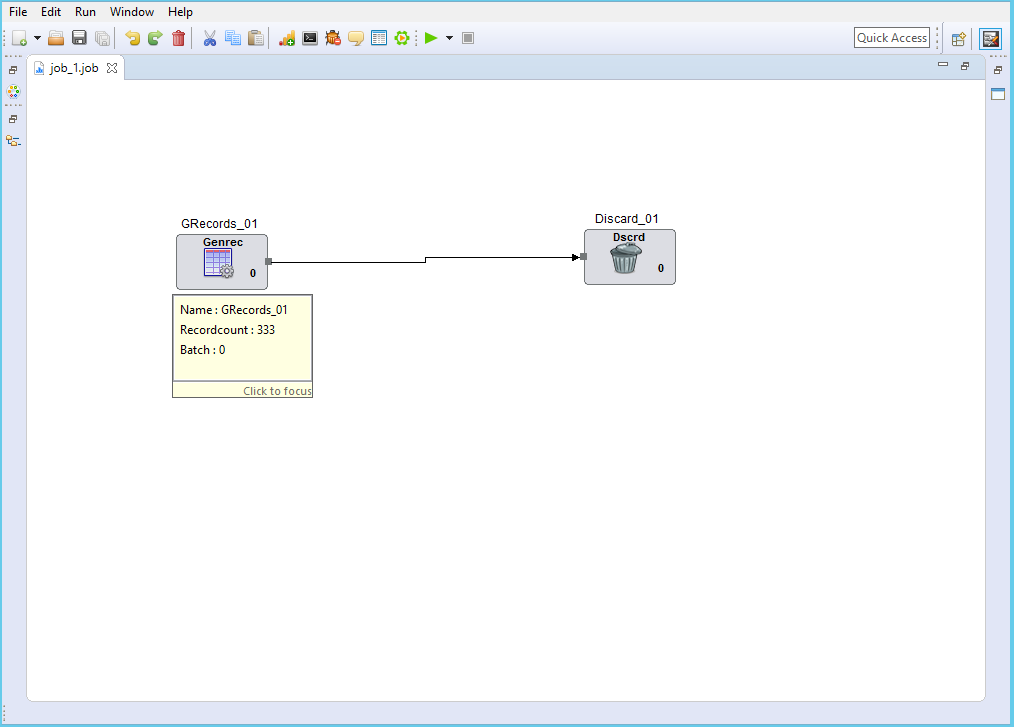 File Edit Run Window Help
Quick Access
job_1.job
GRecords_01
Genrec
0
Discard_01
Dscrd
0
Name : GRecords_01
Recordcount : 333
Batch : 0
Click to focus